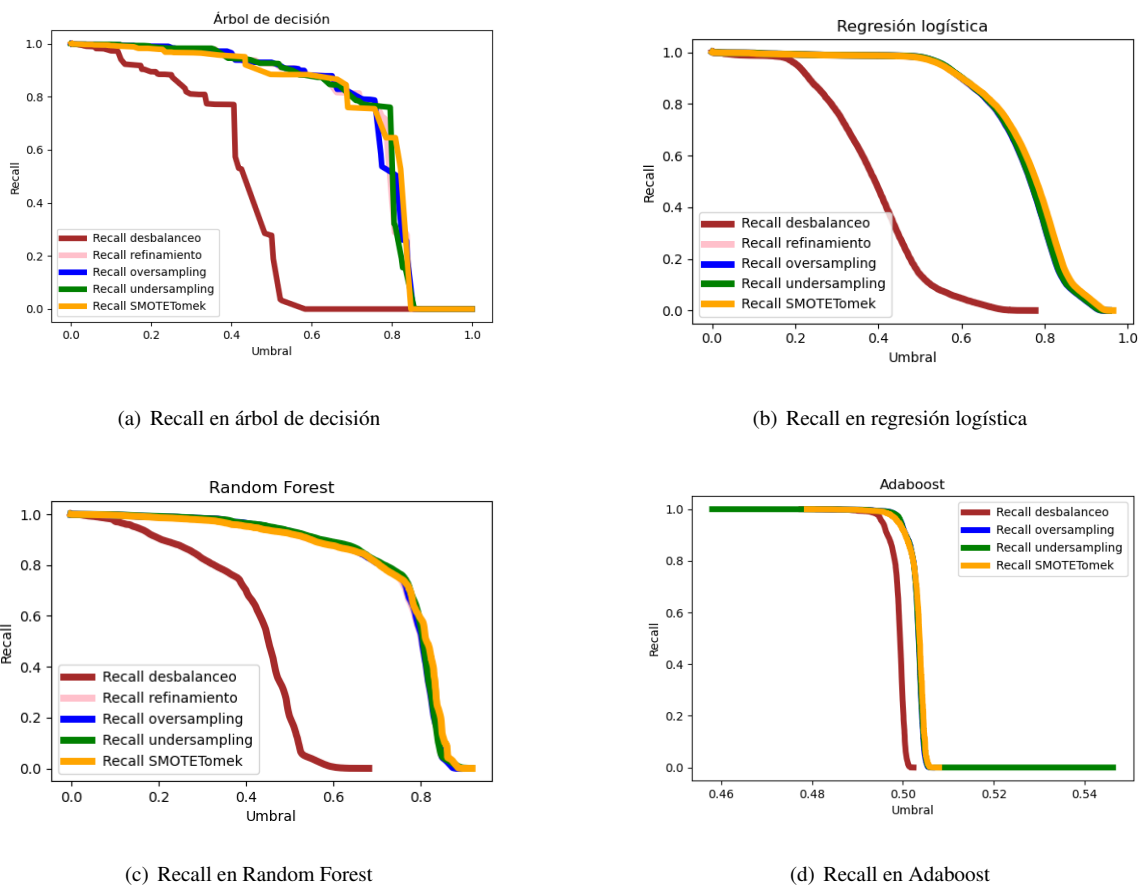 Árbol de decisión
1.0
0.8
0.6
0.4
0.2
0.0
Recall
Recall desbalanceo
Recall refinamiento
Recall oversampling
Recall undersampling
Recall SMOTETomek
0.0 0.2 0.4 0.6 0.8 1.0
Umbral
(a) Recall en árbol de decisión
Regresión logística
1.0
0.8
0.6
0.4
0.2
0.0
Recall
Recall desbalanceo
Recall refinamiento
Recall oversampling
Recall undersampling
Recall SMOTETomek
0.0 0.2 0.4 0.6 0.8 1.0
Umbral
(b) Recall en regresión logística
Random Forest
1.0
0.8
0.6
0.4
0.2
0.0
Recall
Recall desbalanceo
Recall refinamiento
Recall oversampling
Recall undersampling
Recall SMOTETomek
0.0 0.2 0.4 0.6 0.8
Umbral
(c) Recall en Random Forest
Adaboost
1.0
0.8
0.6
0.4
0.2
0.0
Recall
Recall desbalanceo
Recall oversampling
Recall undersampling
Recall SMOTETomek
0.46 0.48 0.50 0.52 0.54
Umbral
(d) Recall en Adaboost